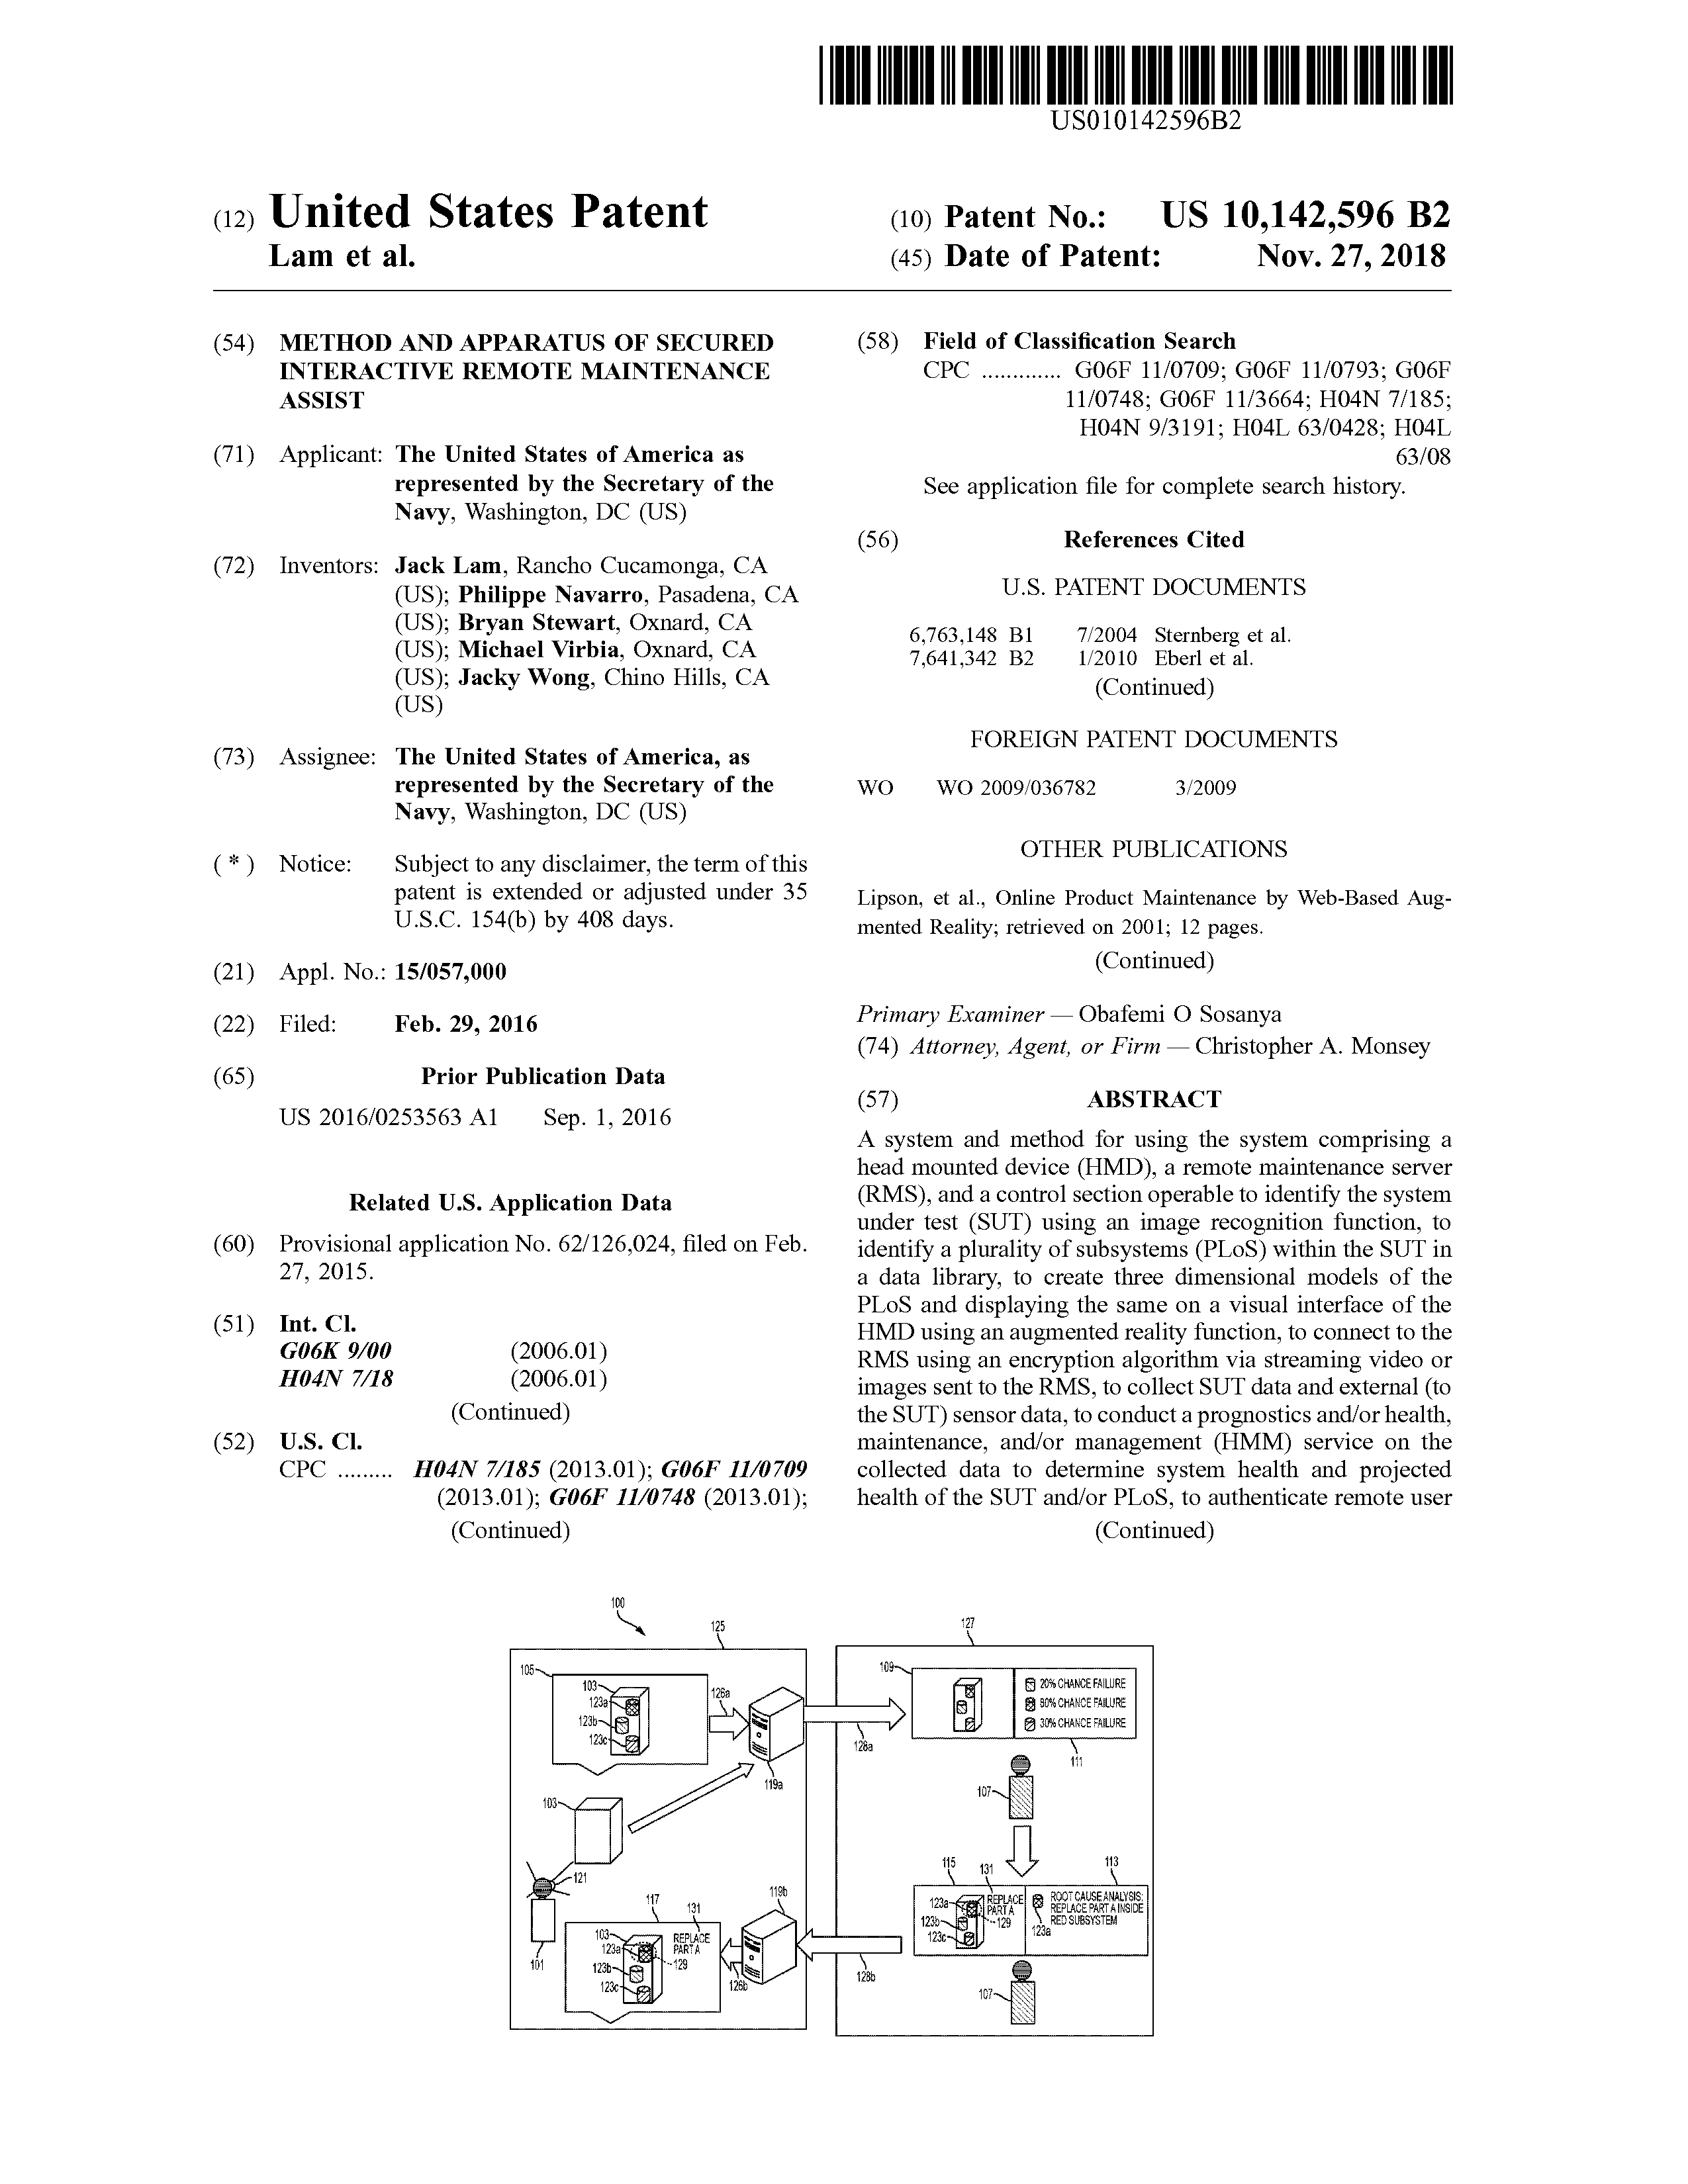 US010142596B2
(12) United States Patent
Lam et al.
(10) Patent No.: US 10,142,596 B2
(45) Date of Patent: Nov. 27, 2018
(54) METHOD AND APPARATUS OF SECURED
INTERACTIVE REMOTE MAINTENANCE
ASSIST
(71) Applicant: The United States of America as
represented by the Secretary of the
Navy, Washington, DC (US)
(72) Inventors: Jack Lam, Rancho Cucamonga, CA
(US); Philippe Navarro, Pasadena, CA
(US); Bryan Stewart, Oxnard, CA
(US); Michael Virbia, Oxnard, CA
(US); Jacky Wong, Chino Hills, CA
(US)
(73) Assignee: The United States of America, as
represented by the Secretary of the
Navy, Washington, DC (US)
( * ) Notice: Subject to any disclaimer, the term of this
patent is extended or adjusted under 35
U.S.C. 154(b) by 408 days.
(21) Appl. No.: 15/057,000
(22) Filed: Feb. 29, 2016
(65) Prior Publication Data
US 2016/0253563 A1 Sep. 1, 2016
Related U.S. Application Data
(60) Provisional application No. 62/126,024, filed on Feb.
27, 2015.
(51) Int. Cl.
G06K 9/00 (2006.01)
H04N 7/18 (2006.01)
(Continued)
(52) U.S. Cl.
CPC ......... H04N 7/185 (2013.01); G06F 11/0709
(2013.01); G06F 11/0748 (2013.01);
(Continued)
(58) Field of Classification Search
CPC ............ G06F 11/0709; G06F 11/0793; G06F
11/0748; G06F 11/3664; H04N 7/185;
H04N 9/3191; H04L 63/0428; H04L
63/08
See application file for complete search history.
(56) References Cited
U.S. PATENT DOCUMENTS
6,763,148 B1 7/2004 Sternberg et al.
7,641,342 B2 1/2010 Eberl et al.
(Continued)
FOREIGN PATENT DOCUMENTS
WO WO 2009/036782 3/2009
OTHER PUBLICATIONS
Lipson, et al., Online Product Maintenance by Web-Based Aug-
mented Reality; retrieved on 2001; 12 pages.
(Continued)
Primary Examiner — Obafemi O Sosanya
(74) Attorney, Agent, or Firm — Christopher A. Monsey
(57) ABSTRACT
A system and method for using the system comprising a
head mounted device (HMD), a remote maintenance server
(RMS), and a control section operable to identify the system
under test (SUT) using an image recognition function, to
identify a plurality of subsystems (PLoS) within the SUT in
a data library, to create three dimensional models of the
PLoS and displaying the same on a visual interface of the
HMD using an augmented reality function, to connect to the
RMS using an encryption algorithm via streaming video or
images sent to the RMS, to collect SUT data and external (to
the SUT) sensor data, to conduct a prognostics and/or health,
maintenance, and/or management (HMM) service on the
collected data to determine system health and projected
health of the SUT and/or PLoS, to authenticate remote user
(Continued)
100
125
127
105
103
123a
123b
123c
126a
119a
128a
109
20% CHANCE FAILURE
90% CHANCE FAILURE
30% CHANCE FAILURE
111
107
103
121
101
117
131
119b
103
123a
123b
123c
REPLACE
PART A
129
126b
128b
115
131
113
123a
123b
123c
REPLACE
PART A
129
ROOT CAUSE ANALYSIS:
REPLACE PART A INSIDE
RED SUBSYSTEM
123a
107